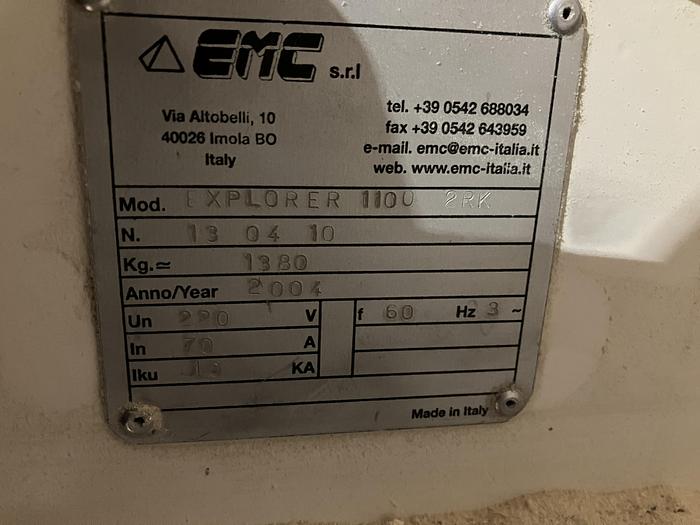 EMC s.r.l
Via Altobelli, 10
40026 Imola BO
Italy
tel. +39 0542 688034
fax +39 0542 643959
e-mail. emc@emc-italia.it
web. www.emc-italia.it
Mod. EXPLORER 1100 2RK
N. 13 04 10
Kg.≃ 1380
Anno/Year 2004
Un 220 V f 60 Hz 3 ~
In 70 A
Iku KA
Made in Italy